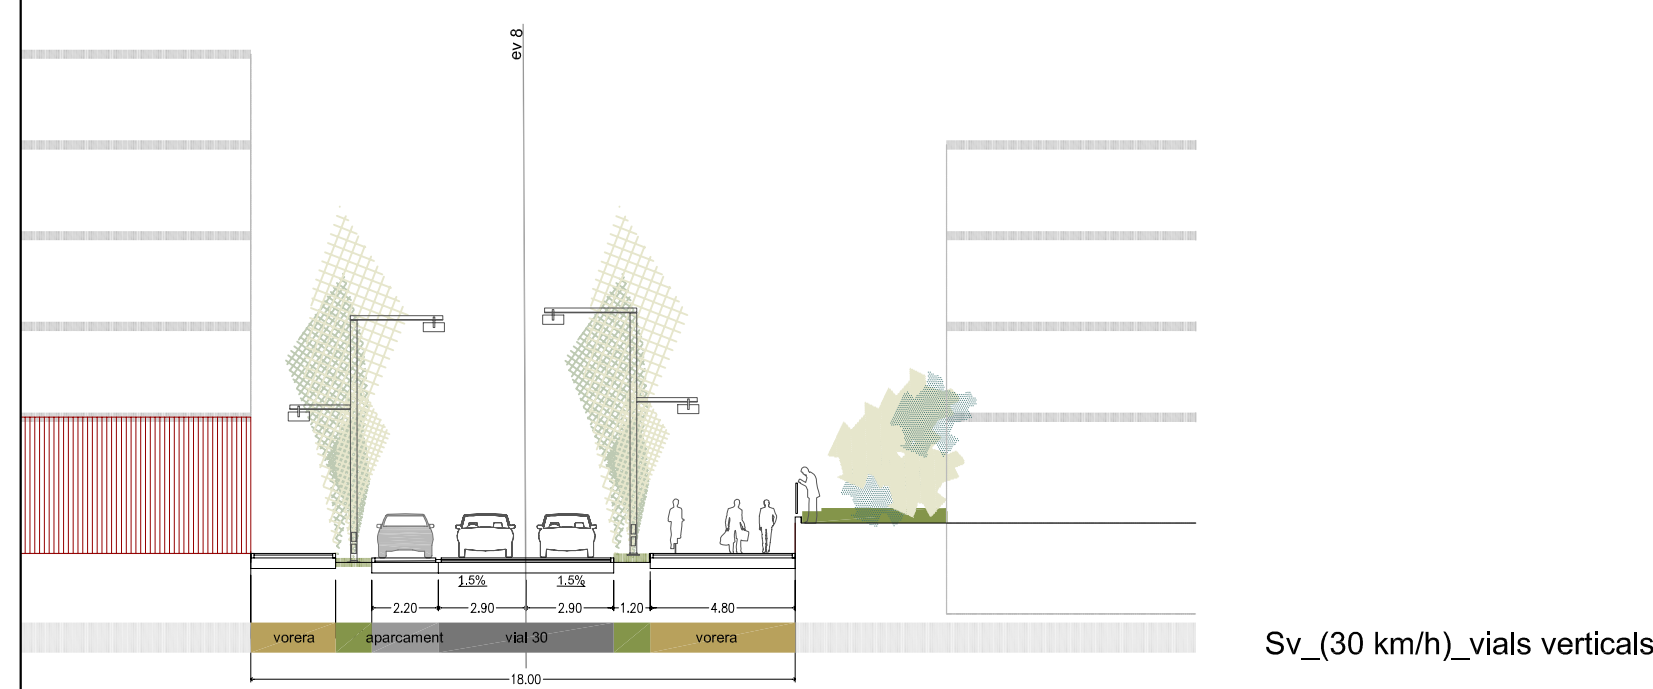 ev 8
1.5% 1.5%
2.20 2.90 2.90 1.20 4.80
vorera aparcament vial 30 vorera
Sv_(30 km/h)_vials verticals
18.00